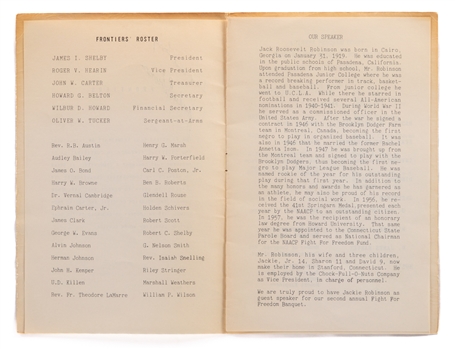 FRONTIERS' ROSTER
JAMES I. SHELBY President
ROGER V. BEARIN Vice President
JOHN W. CARTER Treasurer
HOWARD G. BELTON Secretary
WILBUR D. HOWARD Financial Secretary
OLIVER W. TUCKER Sergeant-at-Arms
Rev. R.S. Austin Henry G. Marsh
Audley Bailey Harry W. Porterfield
James O. Bond Carl C. Poston, Jr.
Harry W. Browne Ben D. Roberts
Dr. Vernal Cambridge Glendell Rouse
Ephraim Carter, Jr. Holden Schivers
James Clark Robert Scott
George W. Dunca Robert C. Shelby
Alvin Johnson G. Nelson Smith
Herman Johnson Rev. Isaiah Snelling
John H. Kemper Riley Stringer
U.D. Killen Marshall Weathers
Rev. Fr. Theodore LaMarre William F. Wilson
OUR SPEAKER
Jack Roosevelt Robinson was born in Cairo,
Georgia on January 31, 1919. He was educated
in the public schools of Pasadena, California.
Upon graduation from high school, Mr. Robinson
attended Pasadena Junior College where he was
a record breaking performer in track, basket-
ball and baseball. From junior college he
went to U.C.L.A. While there he starred in
football and received several All-American
nominations in 1940-1941. During World War II
he served as a commissioned officer in the
United States Army. After the war he signed a
contract in 1946 with the Brooklyn Dodger Farm
team in Montreal, Canada, becoming the first
negro to play in organized baseball. It was
also in 1946 that he married the former Rachel
Annetta Isom. In 1947 he was brought up from
the Montreal team and signed to play with the
Brooklyn Dodgers, thus becoming the first ne-
gro to play Major League Baseball. He was
named rookie of the year for his outstanding
play during that first year. In addition to
the many honors and awards he has garnered as
an athlete, he may also be proud of his record
in the field of social work. In 1956, he re-
ceived the 41st Spingarn Medal presented each
year by the NAACP to an outstanding citizen.
In 1957, he was the recipient of an honorary
law degree from Howard University. That same
year he was appointed to the Connecticut State
Parole Board and served as National Chairman
for the NAACP Fight For Freedom Fund.
Mr. Robinson, his wife and three children,
Jackie, Jr. 14, Sharon 11 and David 9, now
make their home in Stanford, Connecticut. He
is employed by the Chock-Full-O-Nuts Company
as Vice President, in charge of personnel.
We are truly proud to have Jackie Robinson as
guest speaker for our second annual Fight For
Freedom Banquet.